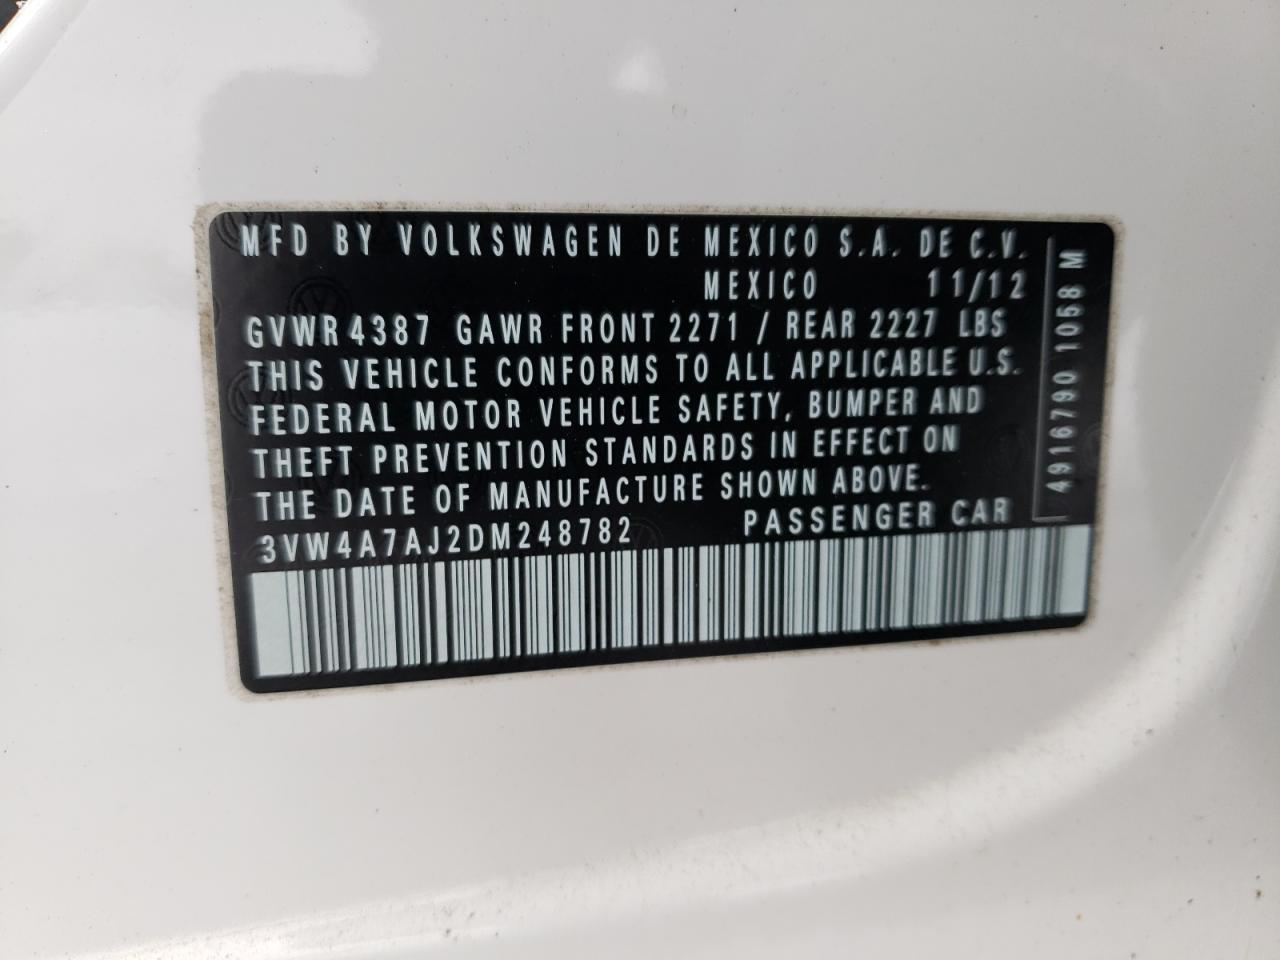 MFD BY VOLKSWAGEN DE MEXICO S.A. DE C.V.
MEXICO 11/12
GVWR 4387 GAWR FRONT 2271 / REAR 2227 LBS
THIS VEHICLE CONFORMS TO ALL APPLICABLE U.S.
FEDERAL MOTOR VEHICLE SAFETY, BUMPER AND
THEFT PREVENTION STANDARDS IN EFFECT ON
THE DATE OF MANUFACTURE SHOWN ABOVE.
3VW4A7AJ2DM248782 PASSENGER CAR
4916790 1058 M